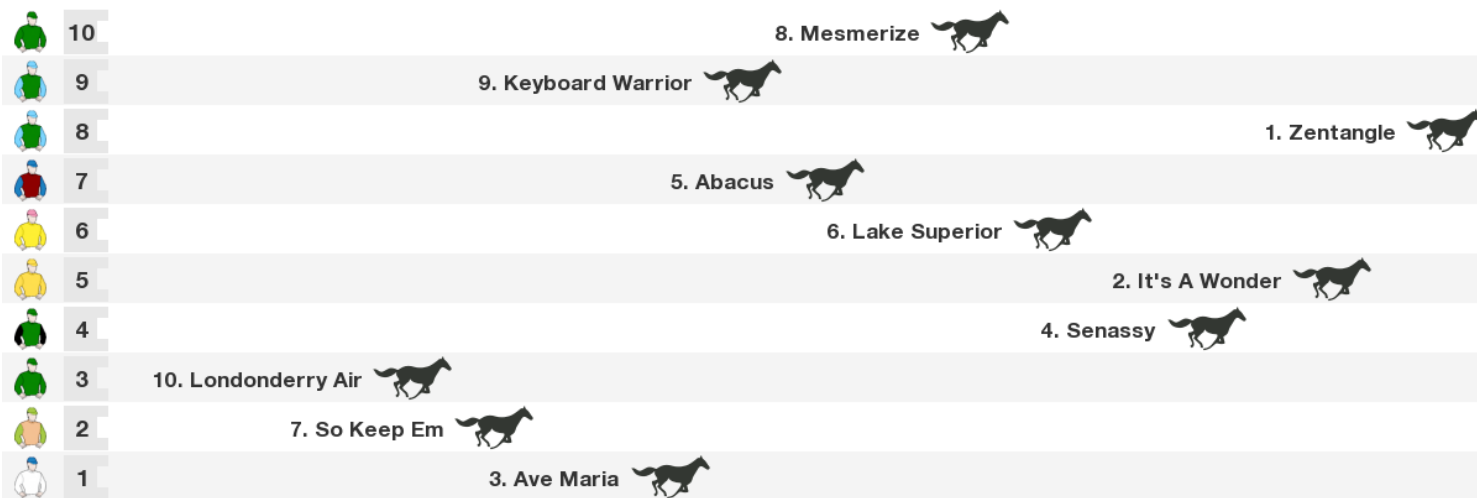 10 8. Mesmerize
9 9. Keyboard Warrior
8 1. Zentangle
7 5. Abacus
6 6. Lake Superior
5 2. It's A Wonder
4 4. Senassy
3 10. Londonderry Air
2 7. So Keep Em
1 3. Ave Maria